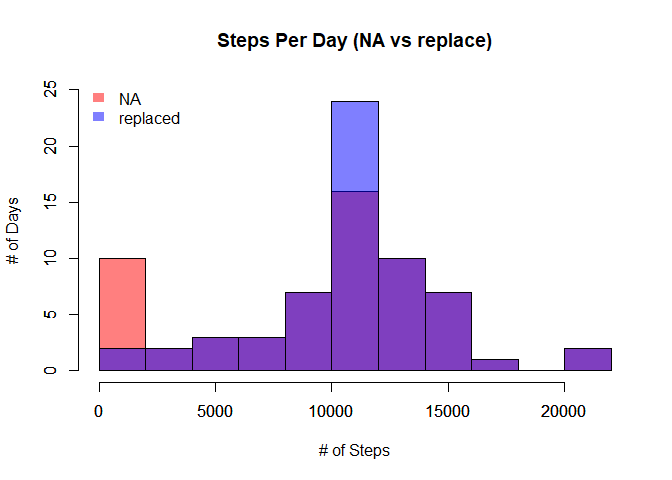 Steps Per Day (NA vs replace)
NA
replaced
# of Days
25
20
15
10
5
0
0 5000 10000 15000 20000
# of Steps